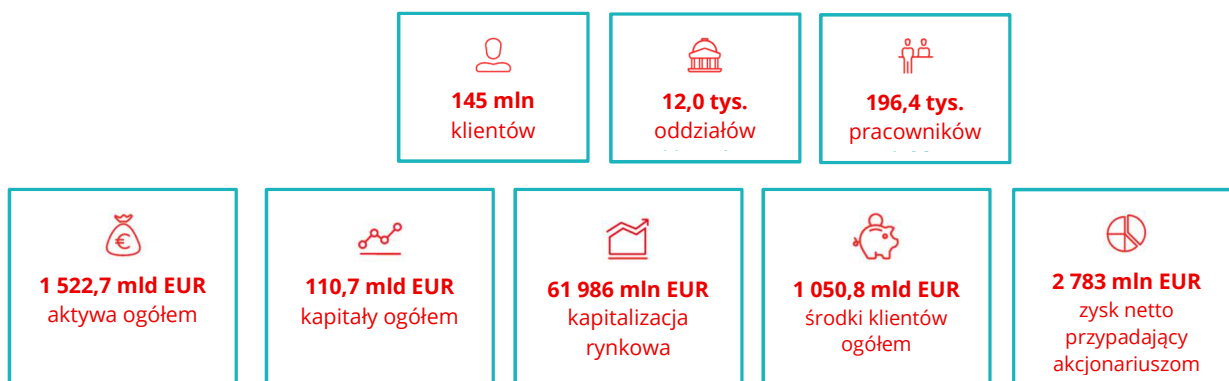 145 mln
klientów
12,0 tys.
oddziałów
196,4 tys.
pracowników
1 522,7 mld EUR
aktywa ogółem
110,7 mld EUR
kapitały ogółem
61 986 mln EUR
kapitalizacja
rynkowa
1 050,8 mld EUR
środki klientów
ogółem
2 783 mln EUR
zysk netto
przypadający
akcjonariuszom